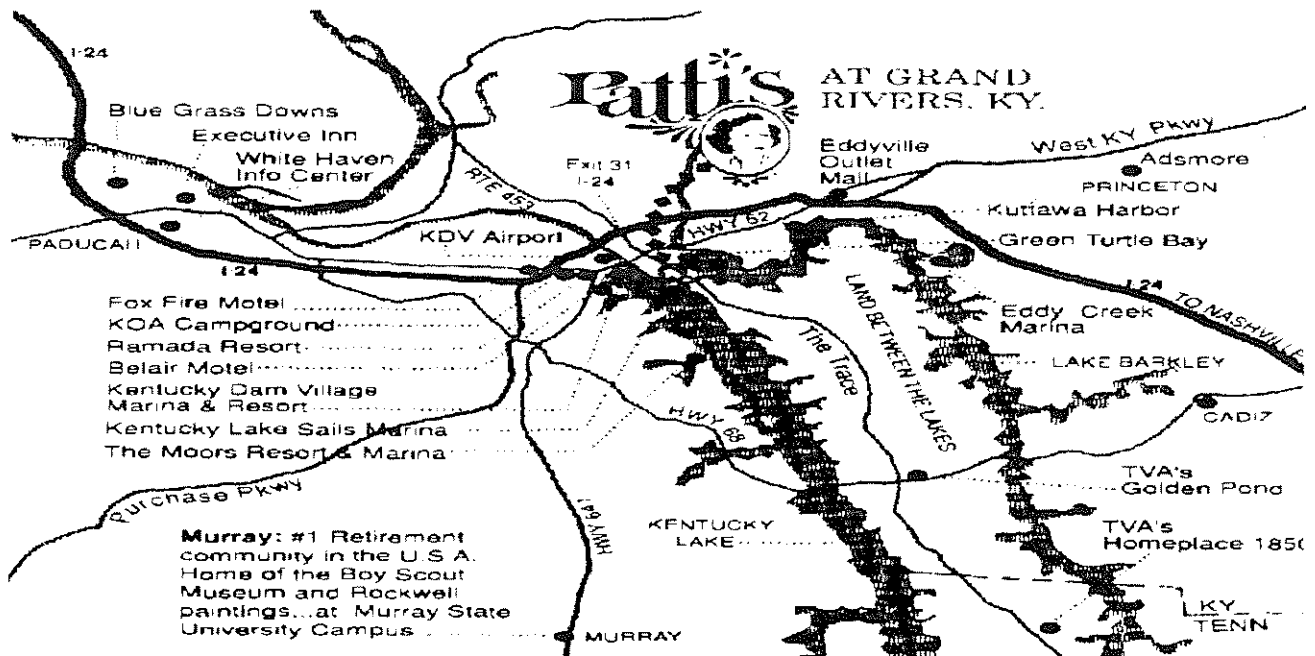 I-24
Patti's
AT GRAND
RIVERS, KY.
Blue Grass Downs
Executive Inn
White Haven
Info Center
Exit 31
I-24
Eddyville
Outlet
Mall
West KY Pkwy
Adsmore
PRINCETON
RTE 453
HWY 62
Kuttawa Harbor
PADUCAH
KDV Airport
Green Turtle Bay
I-24
I-24
TO NASHVILLE
Fox Fire Motel
KOA Campground
Ramada Resort
Belair Motel
Kentucky Dam Village
Marina & Resort
Kentucky Lake Sails Marina
The Moors Resort & Marina
The Trace
LAND BETWEEN THE LAKES
Eddy Creek
Marina
LAKE BARKLEY
CADIZ
HWY 68
Purchase Pkwy
HWY 641
TVA's
Golden Pond
Murray: #1 Retirement
community in the U.S.A.
Home of the Boy Scout
Museum and Rockwell
paintings...at Murray State
University Campus
MURRAY
KENTUCKY
LAKE
TVA's
Homeplace 1850
KY
TENN